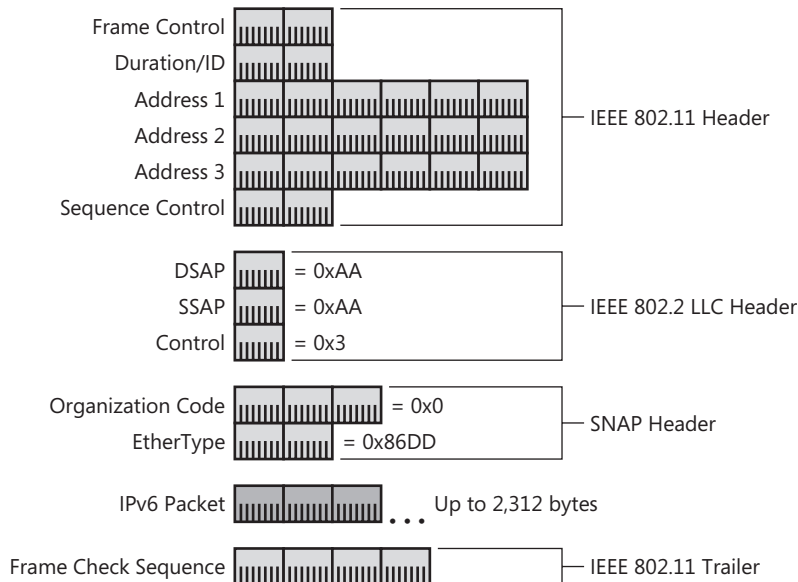 Frame Control
Duration/ID
Address 1
Address 2
Address 3
Sequence Control
IEEE 802.11 Header
DSAP = 0xAA
SSAP = 0xAA
Control = 0x3
IEEE 802.2 LLC Header
Organization Code = 0x0
EtherType = 0x86DD
SNAP Header
IPv6 Packet ... Up to 2,312 bytes
Frame Check Sequence
IEEE 802.11 Trailer